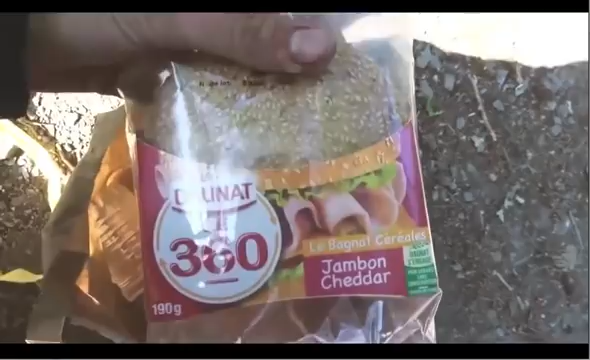 DAUNAT
360
Le Bagnat Céréales
Jambon
Cheddar
190g